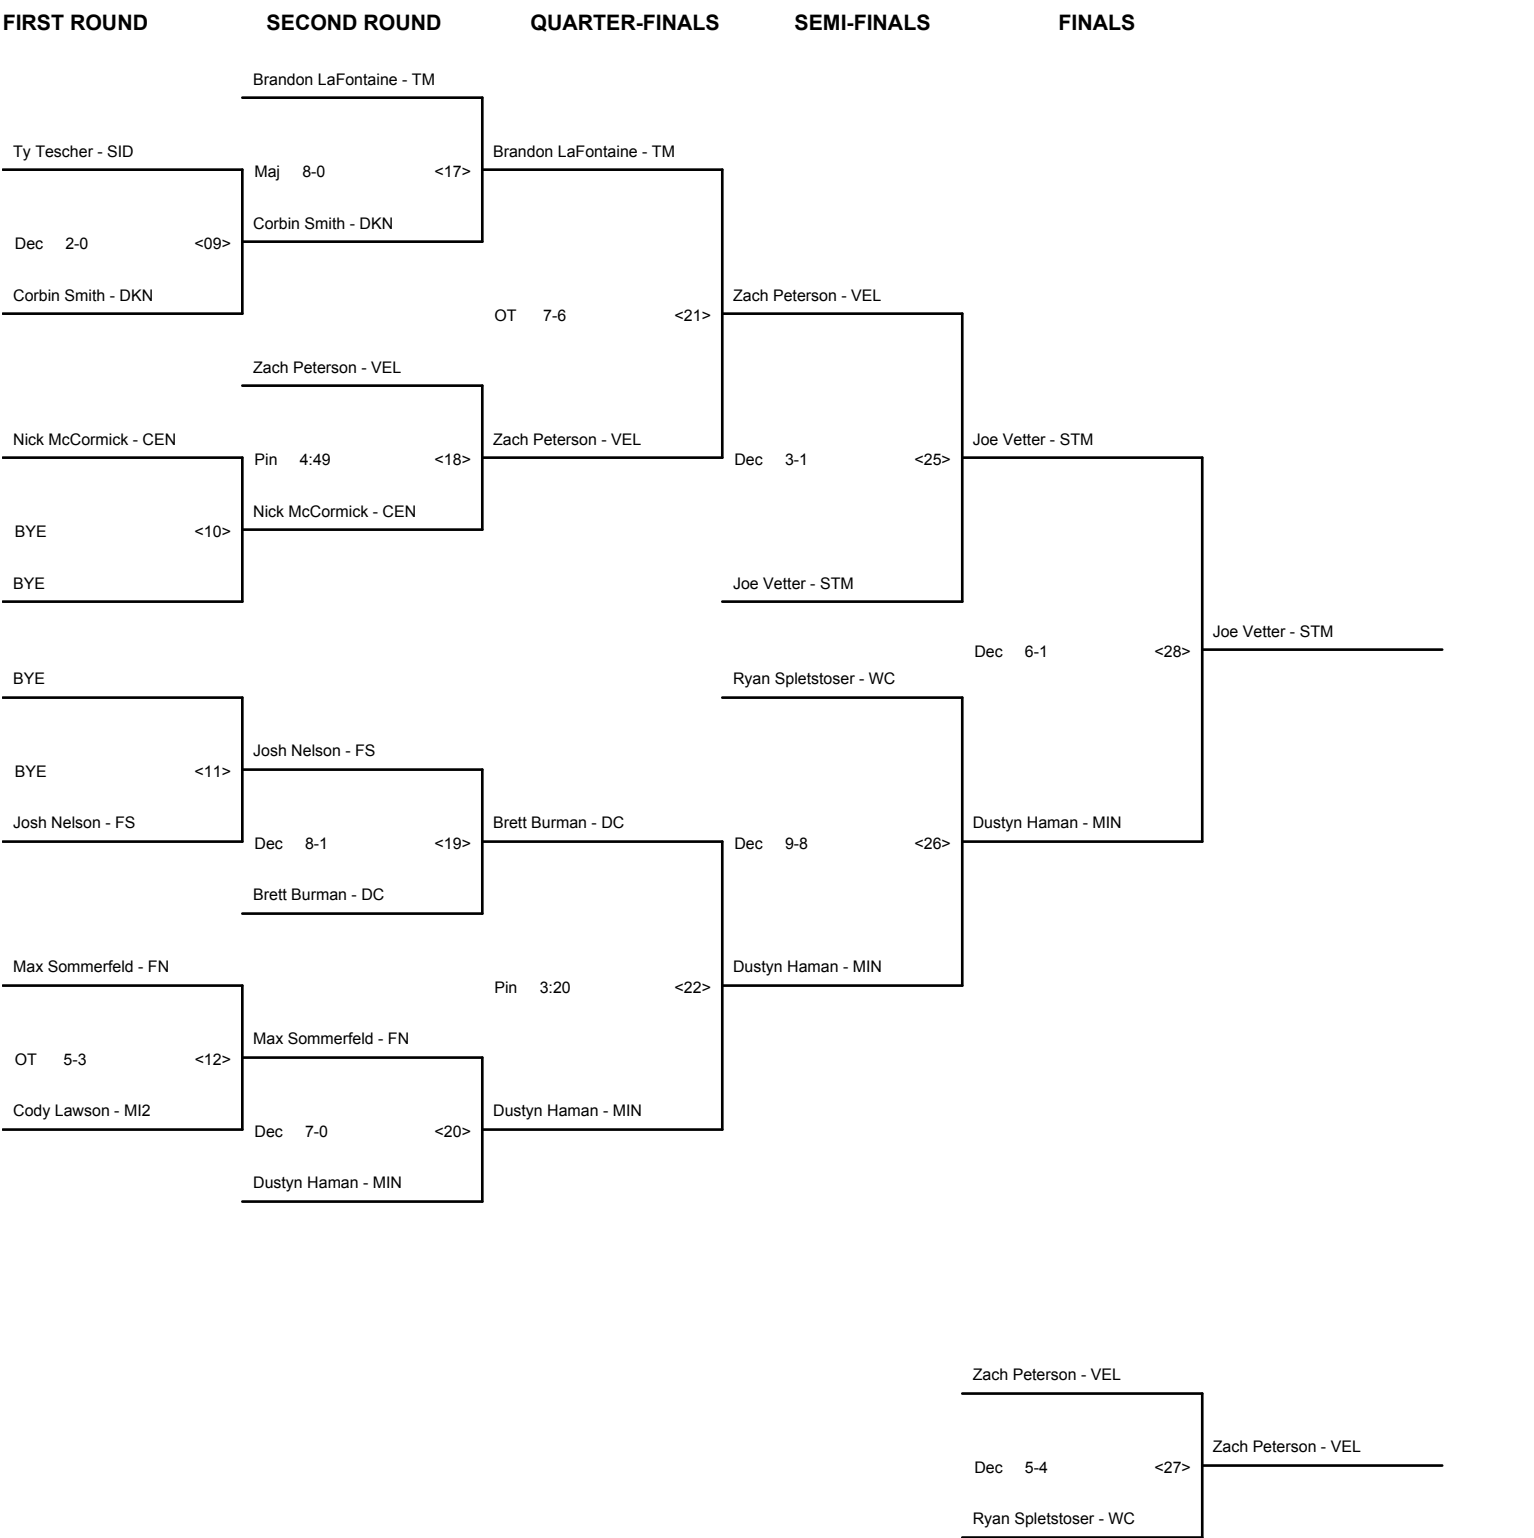 FIRST ROUND SECOND ROUND QUARTER-FINALS SEMI-FINALS FINALS
Brandon LaFontaine - TM
Ty Tescher - SID Brandon LaFontaine - TM
Maj 8-0 <17>
Corbin Smith - DKN
Dec 2-0 <09>
Corbin Smith - DKN Zach Peterson - VEL
OT 7-6 <21>
Zach Peterson - VEL
Nick McCormick - CEN Zach Peterson - VEL Joe Vetter - STM
Pin 4:49 <18> Dec 3-1 <25>
Nick McCormick - CEN
BYE <10>
BYE Joe Vetter - STM
Joe Vetter - STM
Dec 6-1 <28>
BYE Ryan Spletstoser - WC
Josh Nelson - FS
BYE <11>
Josh Nelson - FS Brett Burman - DC Dustyn Haman - MIN
Dec 8-1 <19> Dec 9-8 <26>
Brett Burman - DC
Max Sommerfeld - FN Dustyn Haman - MIN
Pin 3:20 <22>
Max Sommerfeld - FN
OT 5-3 <12>
Cody Lawson - MI2 Dustyn Haman - MIN
Dec 7-0 <20>
Dustyn Haman - MIN
Zach Peterson - VEL
Zach Peterson - VEL
Dec 5-4 <27>
Ryan Spletstoser - WC